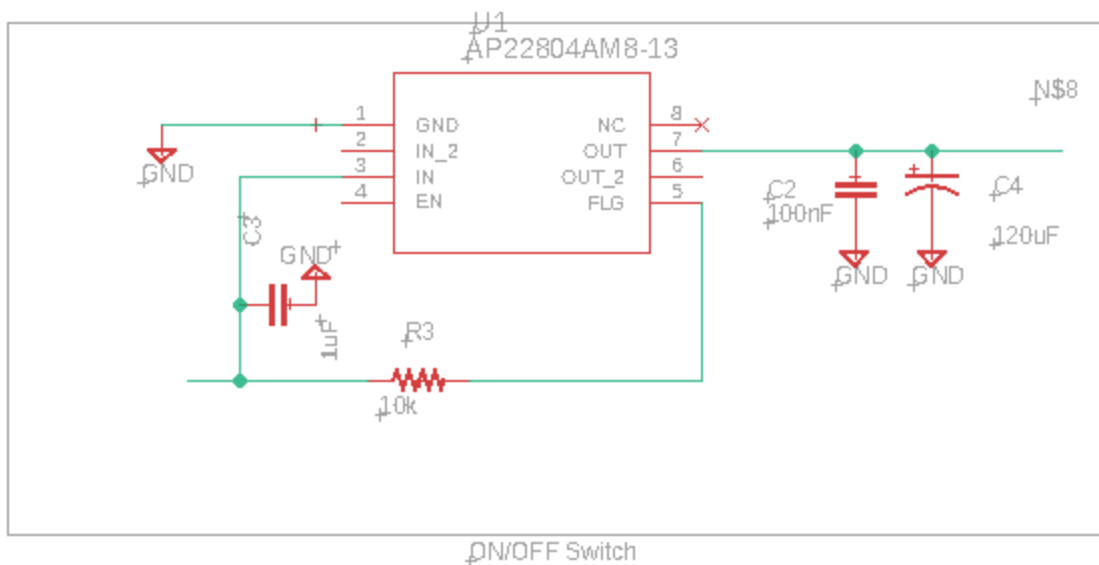 U1
AP22804AM8-13
N$8
1 GND NC 8
2 IN_2 OUT 7
3 IN OUT_2 6
4 EN FLG 5
GND
C3
GND
1uF
R3
10k
C2
100nF
GND
C4
120uF
GND
ON/OFF Switch